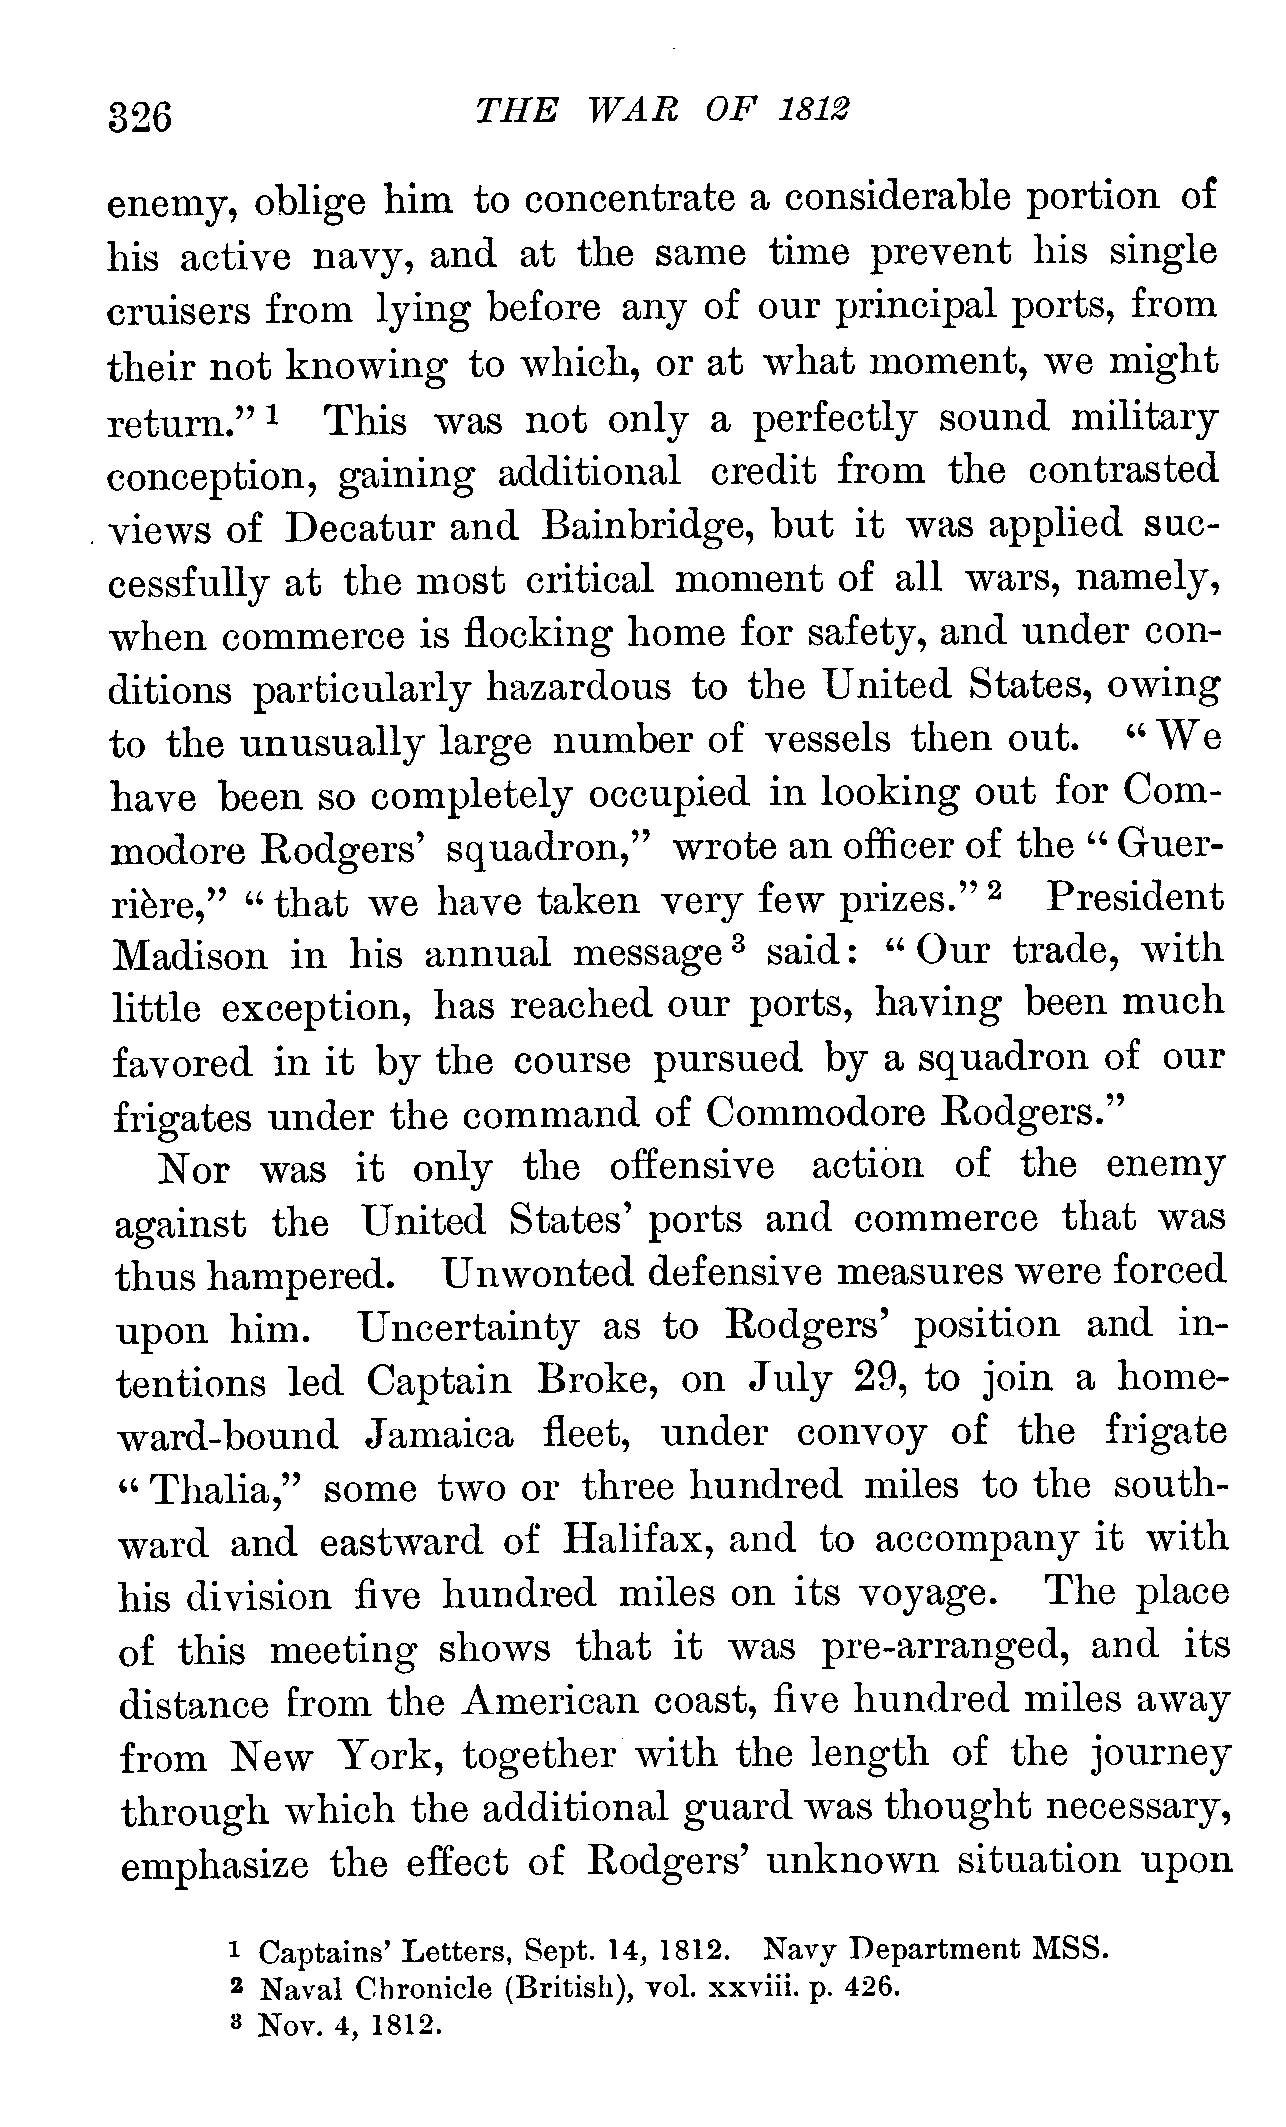 326 THE WAR OF 1812
enemy, oblige him to concentrate a considerable portion of
his active navy, and at the same time prevent his single
cruisers from lying before any of our principal ports, from
their not knowing to which, or at what moment, we might
return.” 1 This was not only a perfectly sound military
conception, gaining additional credit from the contrasted
views of Decatur and Bainbridge, but it was applied suc-
cessfully at the most critical moment of all wars, namely,
when commerce is flocking home for safety, and under con-
ditions particularly hazardous to the United States, owing
to the unusually large number of vessels then out. “We
have been so completely occupied in looking out for Com-
modore Rodgers’ squadron,” wrote an officer of the “Guer-
rière,” “that we have taken very few prizes.” 2 President
Madison in his annual message 3 said: “Our trade, with
little exception, has reached our ports, having been much
favored in it by the course pursued by a squadron of our
frigates under the command of Commodore Rodgers.”
Nor was it only the offensive action of the enemy
against the United States’ ports and commerce that was
thus hampered. Unwonted defensive measures were forced
upon him. Uncertainty as to Rodgers’ position and in-
tentions led Captain Broke, on July 29, to join a home-
ward-bound Jamaica fleet, under convoy of the frigate
“Thalia,” some two or three hundred miles to the south-
ward and eastward of Halifax, and to accompany it with
his division five hundred miles on its voyage. The place
of this meeting shows that it was pre-arranged, and its
distance from the American coast, five hundred miles away
from New York, together with the length of the journey
through which the additional guard was thought necessary,
emphasize the effect of Rodgers’ unknown situation upon
1 Captains’ Letters, Sept. 14, 1812. Navy Department MSS.
2 Naval Chronicle (British), vol. xxviii. p. 426.
3 Nov. 4, 1812.